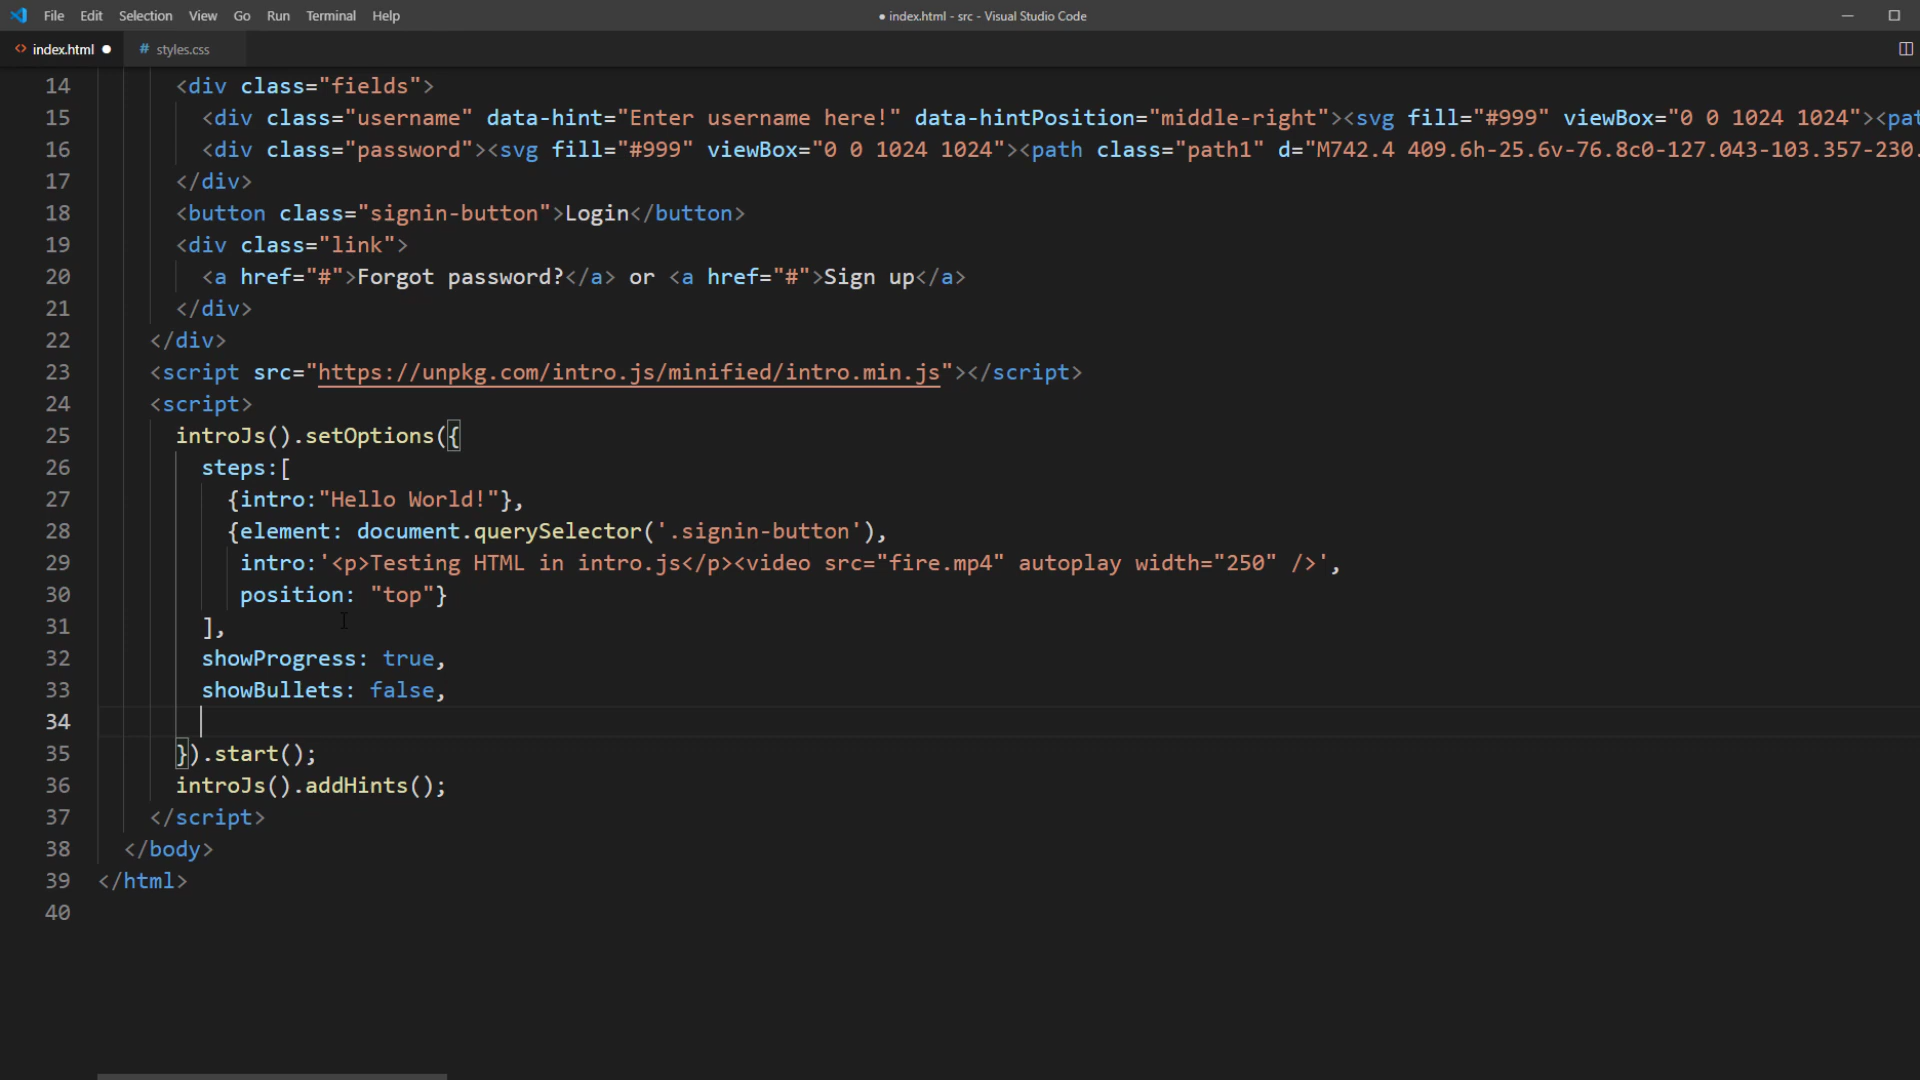 File Edit Selection View Go Run Terminal Help
● index.html - src - Visual Studio Code
<> index.html ● # styles.css
14 <div class="fields">
15 <div class="username" data-hint="Enter username here!" data-hintPosition="middle-right"><svg fill="#999" viewBox="0 0 1024 1024"><pat
16 <div class="password"><svg fill="#999" viewBox="0 0 1024 1024"><path class="path1" d="M742.4 409.6h-25.6v-76.8c0-127.043-103.357-230.
17 </div>
18 <button class="signin-button">Login</button>
19 <div class="link">
20 <a href="#">Forgot password?</a> or <a href="#">Sign up</a>
21 </div>
22 </div>
23 <script src="https://unpkg.com/intro.js/minified/intro.min.js"></script>
24 <script>
25 introJs().setOptions({
26 steps:[
27 {intro:"Hello World!"},
28 {element: document.querySelector('.signin-button'),
29 intro:'<p>Testing HTML in intro.js</p><video src="fire.mp4" autoplay width="250" />',
30 position: "top"}
31 ],
32 showProgress: true,
33 showBullets: false,
34
35 }).start();
36 introJs().addHints();
37 </script>
38 </body>
39 </html>
40